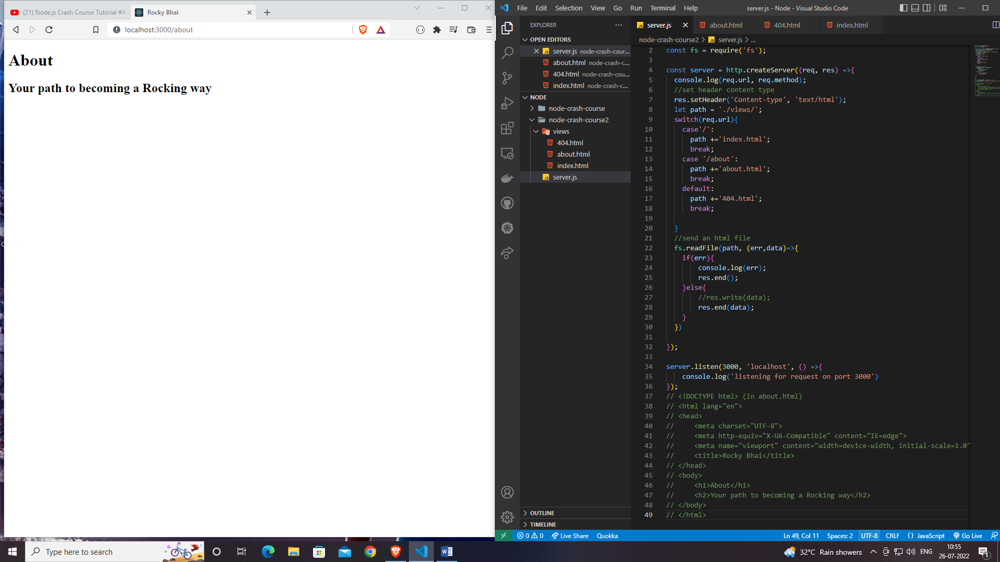 (21) Node.js Crash Course Tutorial #4
Rocky Bhai
localhost:3000/about
About
Your path to becoming a Rocking way
File Edit Selection View Go Run Terminal Help
server.js - Node - Visual Studio Code
EXPLORER
OPEN EDITORS
server.js node-crash-cour...
about.html node-crash-c...
404.html node-crash-cou...
index.html node-crash-c...
NODE
node-crash-course
node-crash-course2
views
404.html
about.html
index.html
server.js
OUTLINE
TIMELINE
server.js about.html 404.html index.html
node-crash-course2 > server.js > ...
2 const fs = require('fs');
3
4 const server = http.createServer((req, res) =>{
5 console.log(req.url, req.method);
6 //set header content type
7 res.setHeader('Content-type', 'text/html');
8 let path = './views/';
9 switch(req.url){
10 case'/':
11 path +='index.html';
12 break;
13 case '/about':
14 path +='about.html';
15 break;
16 default:
17 path +='404.html';
18 break;
19
20 }
21 //send an html file
22 fs.readFile(path, (err,data)=>{
23 if(err){
24 console.log(err);
25 res.end();
26 }else{
27 //res.write(data);
28 res.end(data);
29 }
30 })
31
32 });
33
34 server.listen(3000, 'localhost', () =>{
35 console.log('listening for request on port 3000')
36 });
37 // <!DOCTYPE html> (in about.html)
38 // <html lang="en">
39 // <head>
40 // <meta charset="UTF-8">
41 // <meta http-equiv="X-UA-Compatible" content="IE=edge">
42 // <meta name="viewport" content="width=device-width, initial-scale=1.0"
43 // <title>Rocky Bhai</title>
44 // </head>
45 // <body>
46 // <h1>About</h1>
47 // <h2>Your path to becoming a Rocking way</h2>
48 // </body>
49 // </html>
0 0 Live Share Quokka
Ln 49, Col 11 Spaces: 2 UTF-8 CRLF {} JavaScript Go Live
Type here to search
32°C Rain showers ENG
10:55
26-07-2022
1